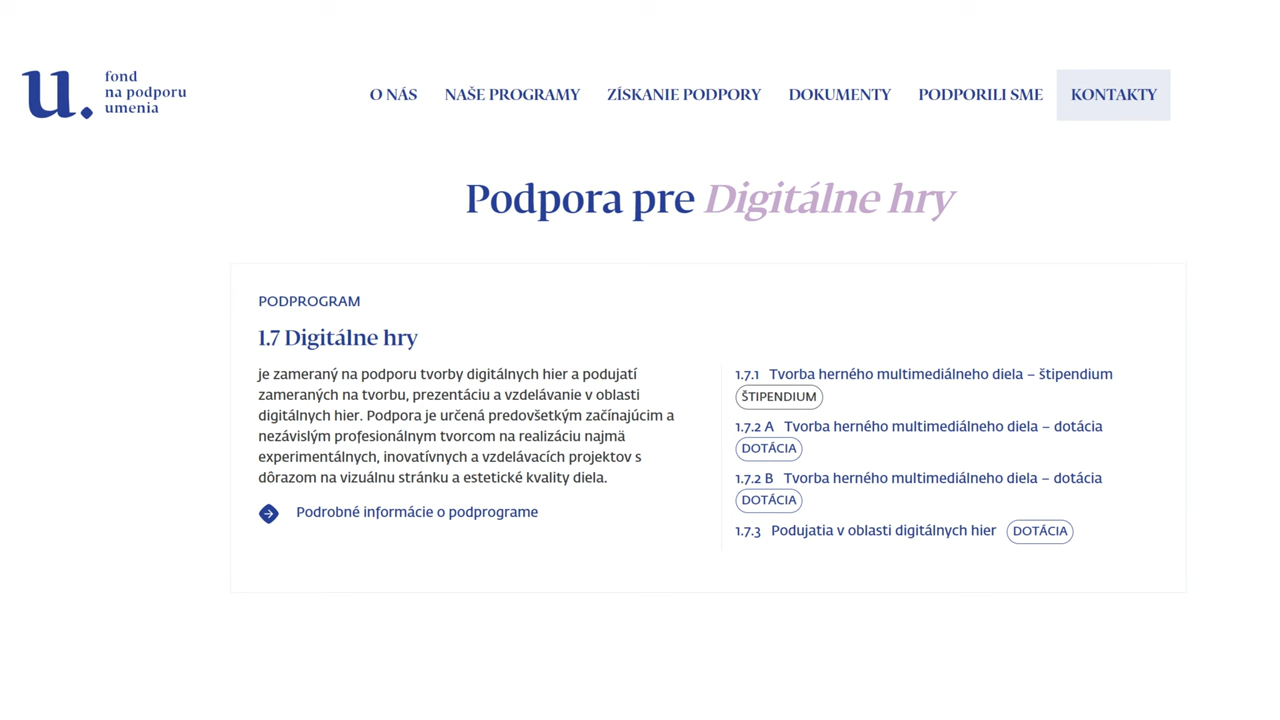 u.
fond
na podporu
umenia
O NÁS NAŠE PROGRAMY ZÍSKANIE PODPORY DOKUMENTY PODPORILI SME KONTAKTY
Podpora pre Digitálne hry
PODPROGRAM
1.7 Digitálne hry
je zameraný na podporu tvorby digitálnych hier a podujatí
zameraných na tvorbu, prezentáciu a vzdelávanie v oblasti
digitálnych hier. Podpora je určená predovšetkým začínajúcim a
nezávislým profesionálnym tvorcom na realizáciu najmä
experimentálnych, inovatívnych a vzdelávacích projektov s
dôrazom na vizuálnu stránku a estetické kvality diela.
Podrobné informácie o podprograme
1.7.1 Tvorba herného multimediálneho diela – štipendium
ŠTIPENDIUM
1.7.2 A Tvorba herného multimediálneho diela – dotácia
DOTÁCIA
1.7.2 B Tvorba herného multimediálneho diela – dotácia
DOTÁCIA
1.7.3 Podujatia v oblasti digitálnych hier DOTÁCIA